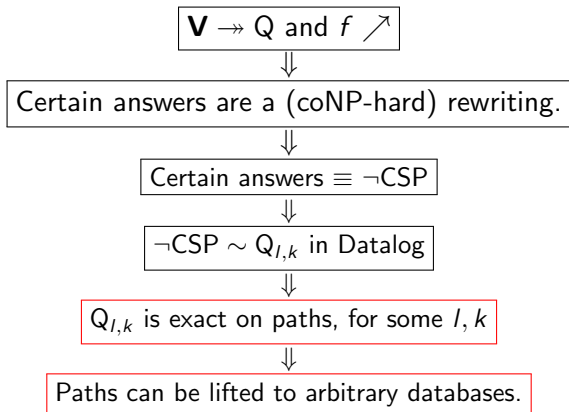 V ↠ Q and f ↗
⇓
Certain answers are a (coNP-hard) rewriting.
⇓
Certain answers ≡ ¬CSP
⇓
¬CSP ∼ Q_{l,k} in Datalog
⇓
Q_{l,k} is exact on paths, for some l, k
⇓
Paths can be lifted to arbitrary databases.